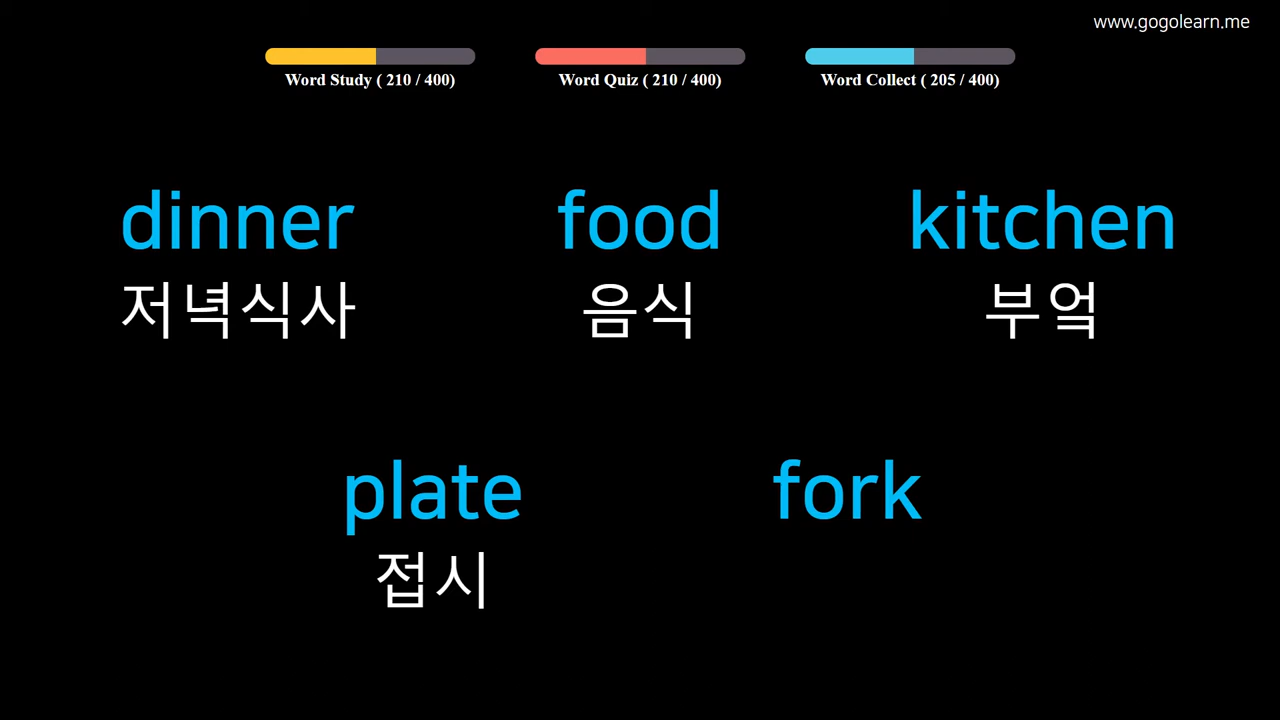 www.gogolearn.me
Word Study ( 210 / 400)
Word Quiz ( 210 / 400)
Word Collect ( 205 / 400)
dinner
저녁식사
food
음식
kitchen
부엌
plate
접시
fork